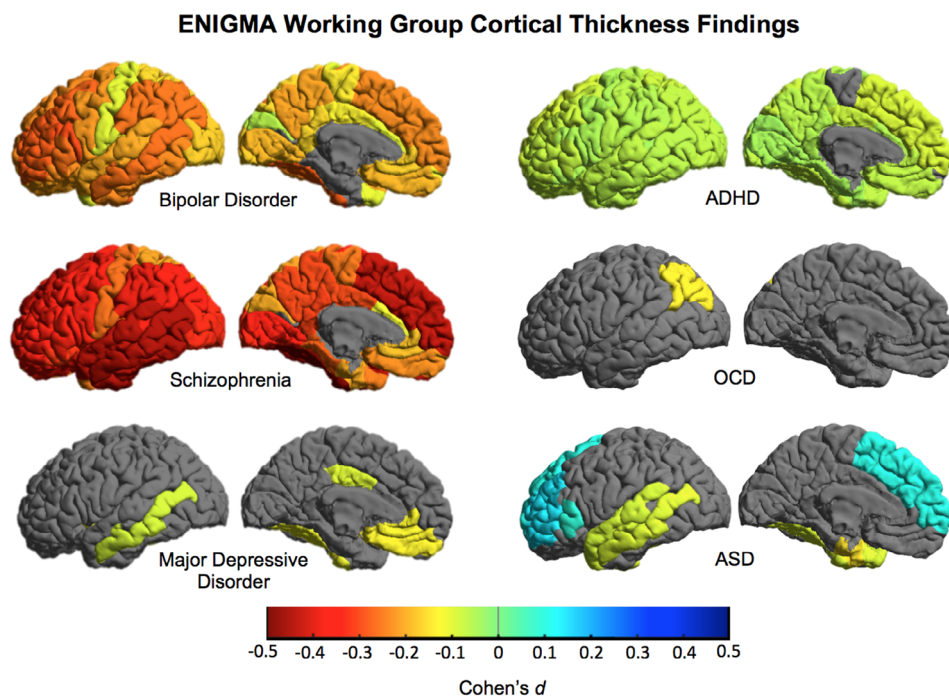 ENIGMA Working Group Cortical Thickness Findings
Bipolar Disorder
ADHD
Schizophrenia
OCD
Major Depressive
Disorder
ASD
-0.5 -0.4 -0.3 -0.2 -0.1 0 0.1 0.2 0.3 0.4 0.5
Cohen's d